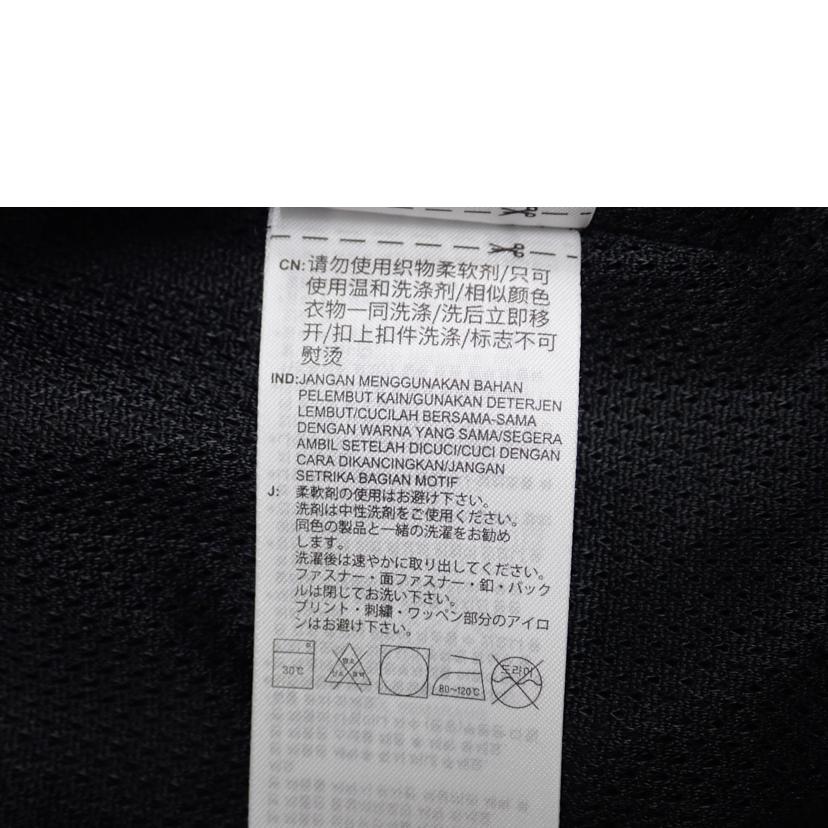 CN:请勿使用织物柔软剂/只可
使用温和洗涤剂/相似颜色
衣物一同洗涤/洗后立即移
开/扣上扣件洗涤/标志不可
熨烫
IND:JANGAN MENGGUNAKAN BAHAN
PELEMBUT KAIN/GUNAKAN DETERJEN
LEMBUT/CUCILAH BERSAMA-SAMA
DENGAN WARNA YANG SAMA/SEGERA
AMBIL SETELAH DICUCI/CUCI DENGAN
CARA DIKANCINGKAN/JANGAN
SETRIKA BAGIAN MOTIF
J: 柔軟剤の使用はお避け下さい。
洗剤は中性洗剤をご使用ください。
同色の製品と一緒の洗濯をお勧め
します。
洗濯後は速やかに取り出してください。
ファスナー・面ファスナー・釦・バック
ルは閉じてお洗い下さい。
プリント・刺繍・ワッペン部分のアイロ
ンはお避け下さい。
30℃ 80~120℃ 드라이